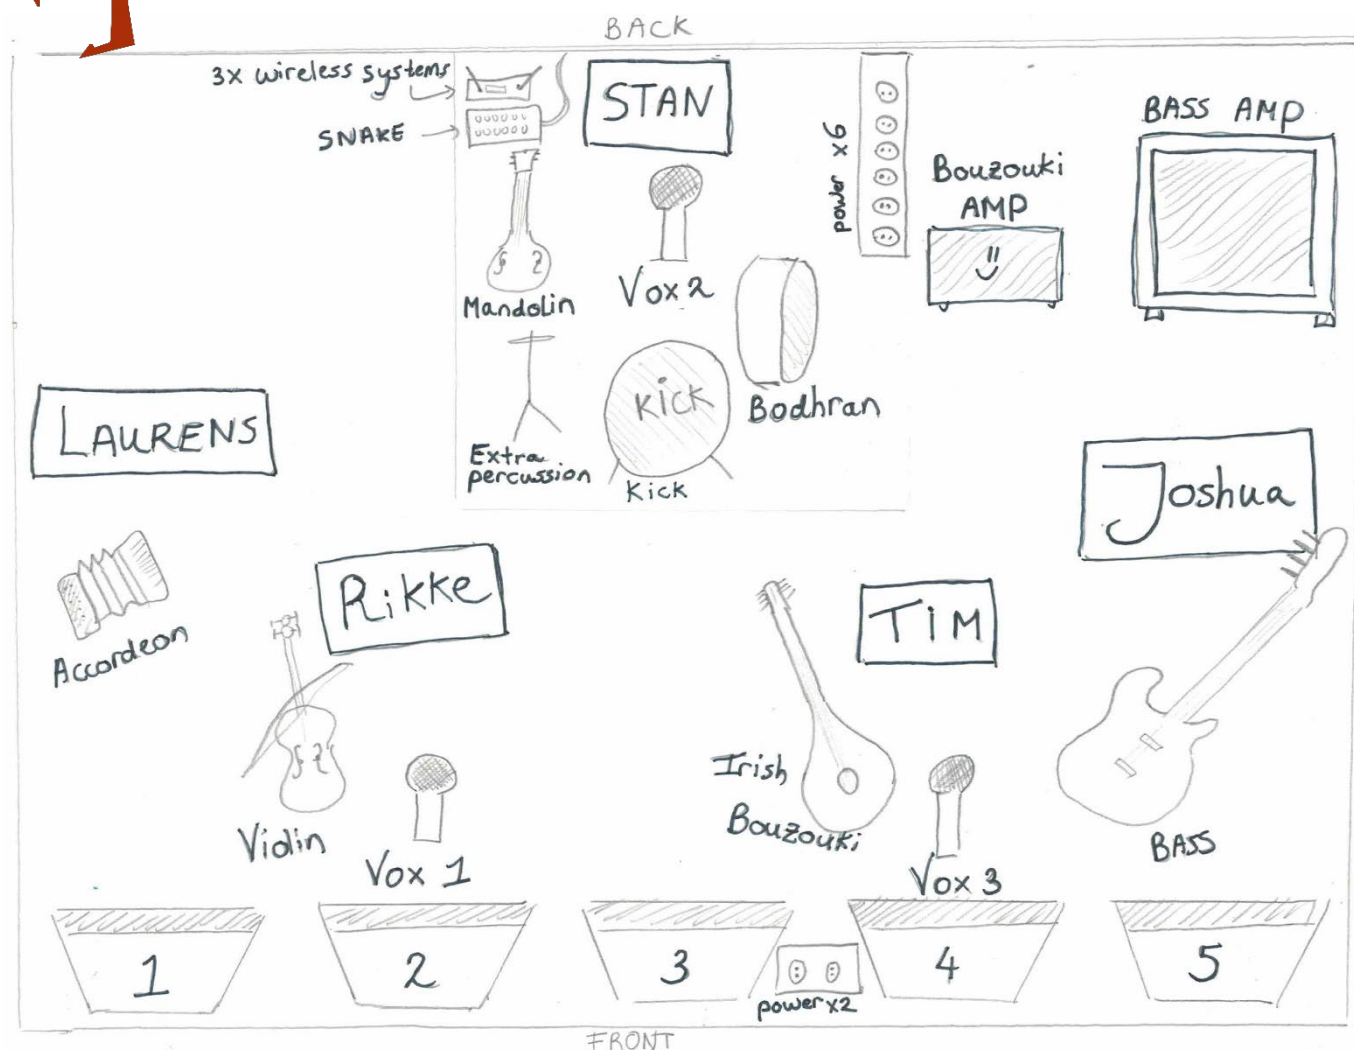 BACK
3x wireless systems
SNAKE
STAN
power x6
BASS AMP
Bouzouki
AMP
Mandolin
Vox 2
LAURENS
KicK
Bodhran
Extra
percussion
Kick
Joshua
Accordeon
Rikke
TiM
Violin
Vox 1
Irish
Bouzouki
Vox 3
BASS
1
2
3
4
5
power x2
FRONT